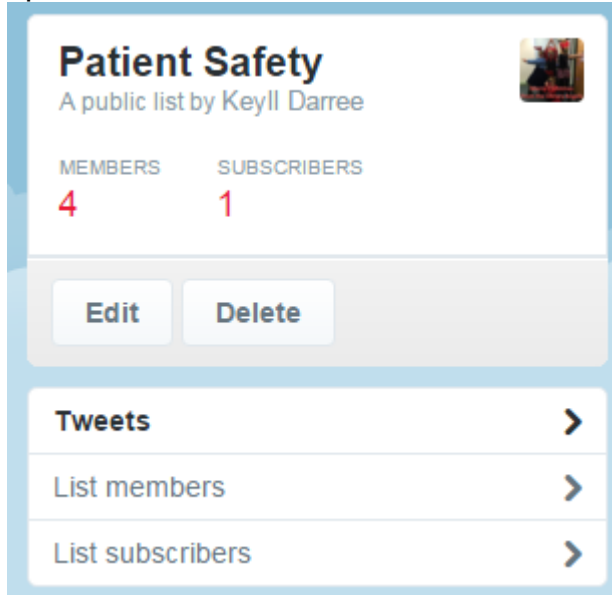 Patient Safety
A public list by Keyll Darree
MEMBERS SUBSCRIBERS
4 1
Edit Delete
Tweets
List members
List subscribers